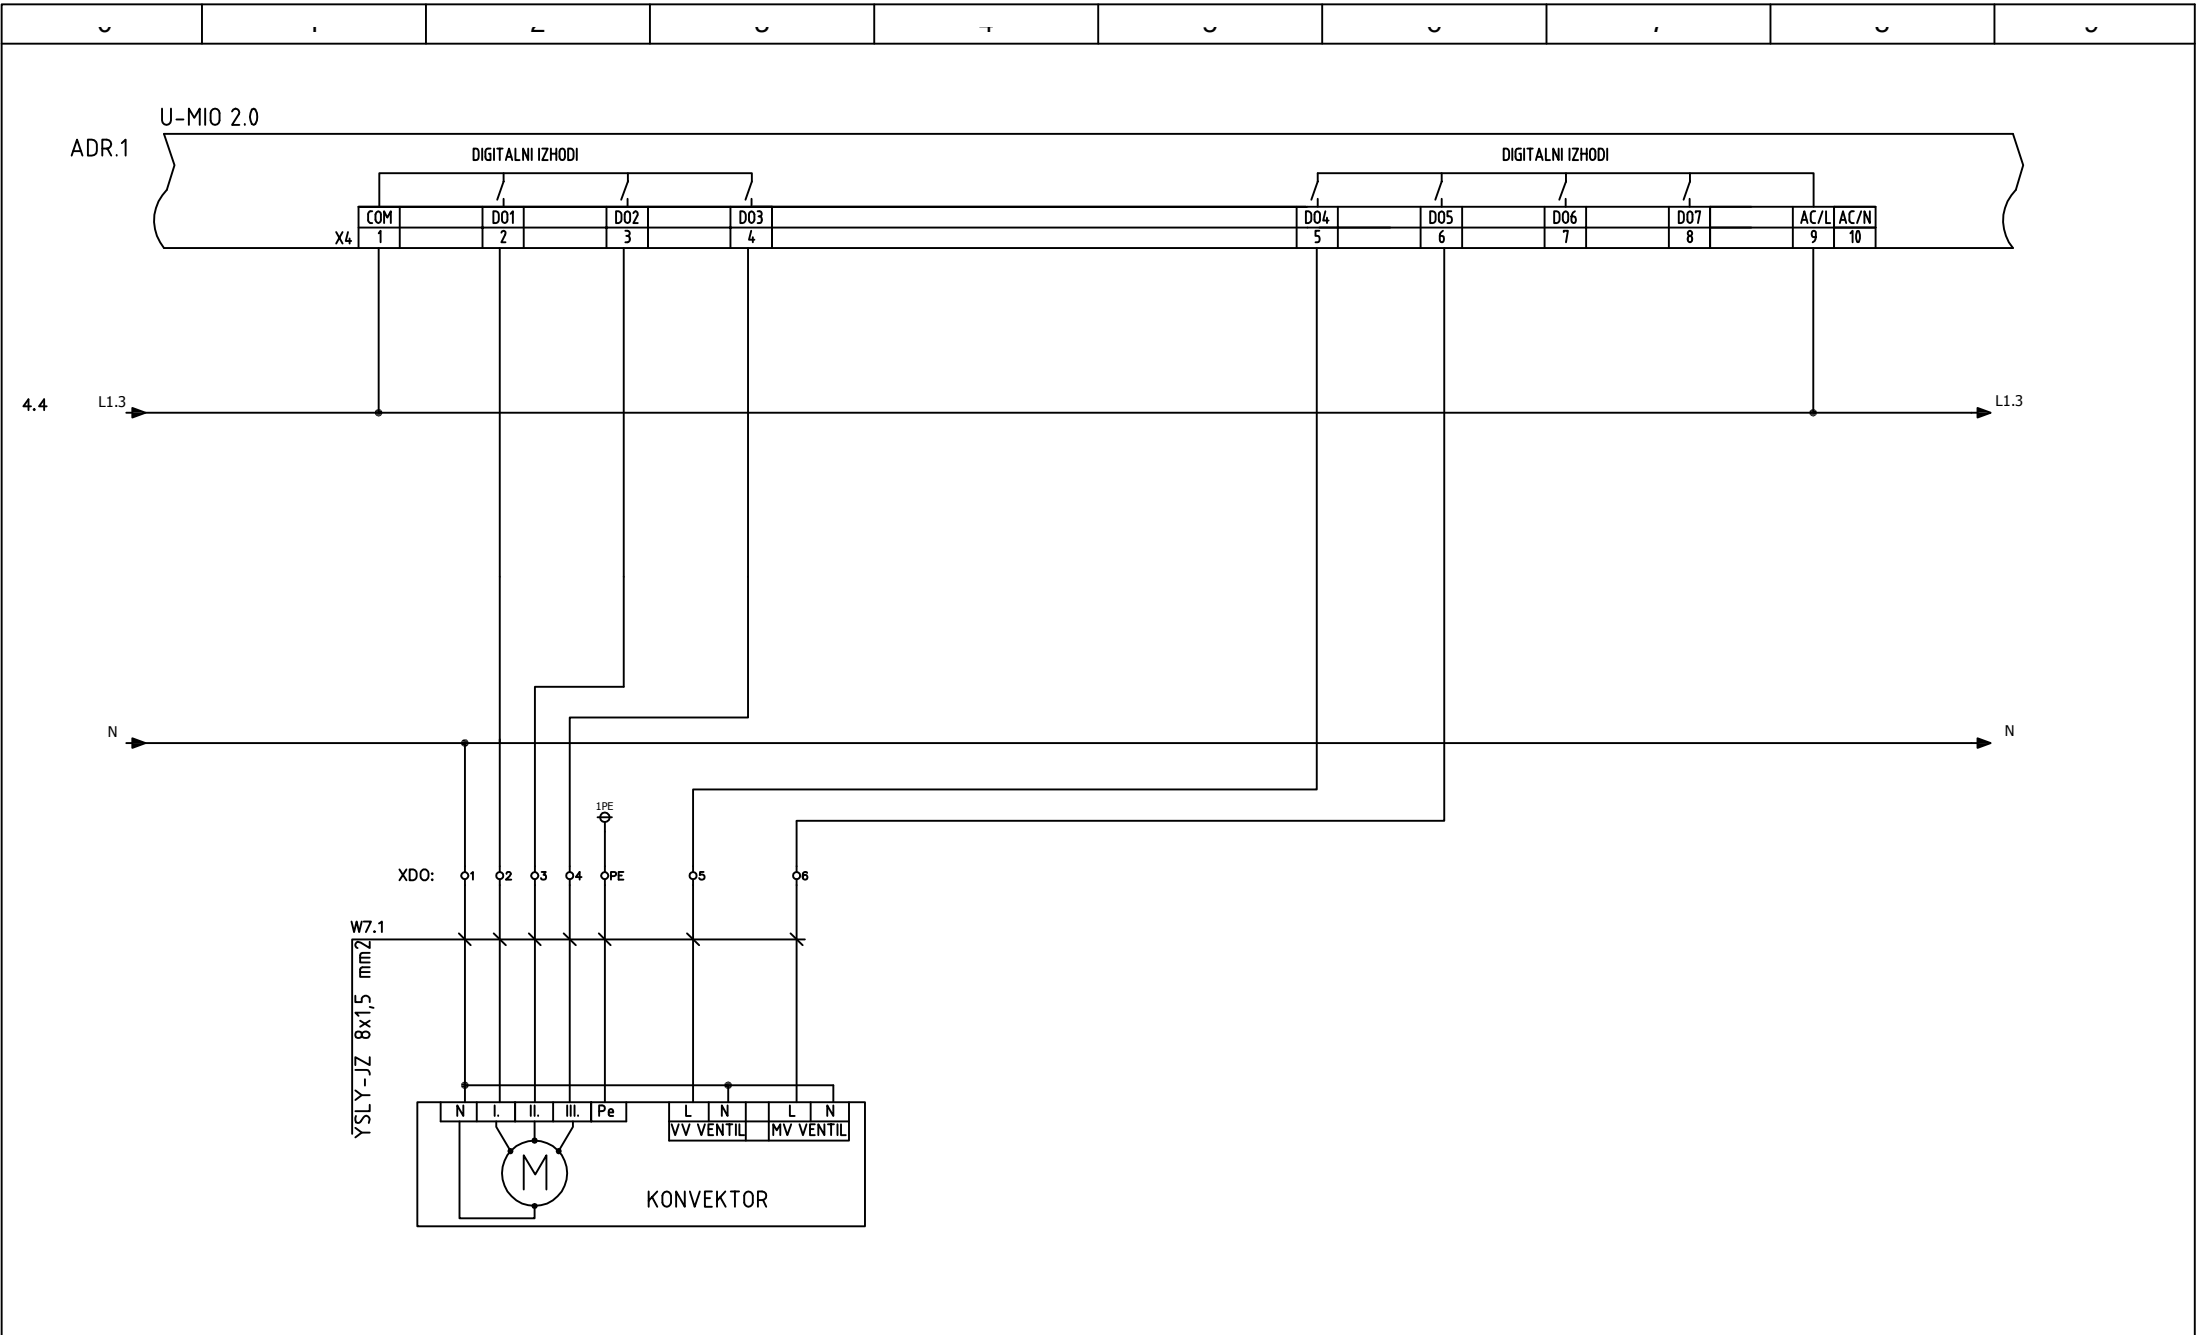 U-MIO 2.0
ADR.1
DIGITALNI IZHODI DIGITALNI IZHODI
COM DO1 DO2 DO3 DO4 DO5 DO6 DO7 AC/L AC/N
X4 1 2 3 4 5 6 7 8 9 10
4.4 L1.3 L1.3
N N
1PE
XDO: 1 2 3 4 PE 5 6
W7.1
YSLY-JZ 8x1,5 mm2
N I. II. III. Pe L N L N
VV VENTIL MV VENTIL
M
KONVEKTOR